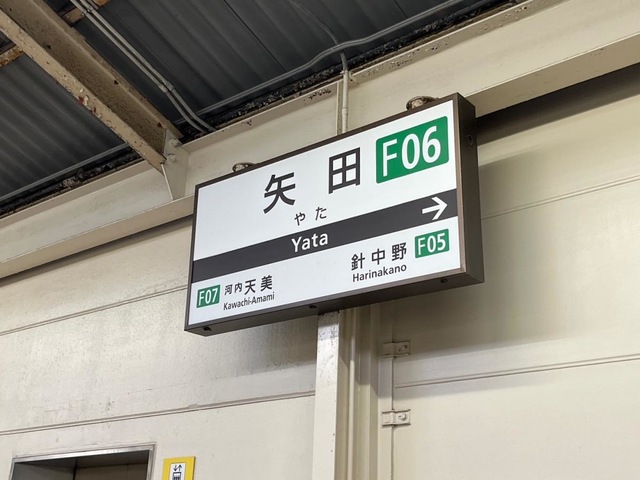 矢田 F06
やた
Yata →
F07 河内天美
Kawachi-Amami
針中野 F05
Harinakano